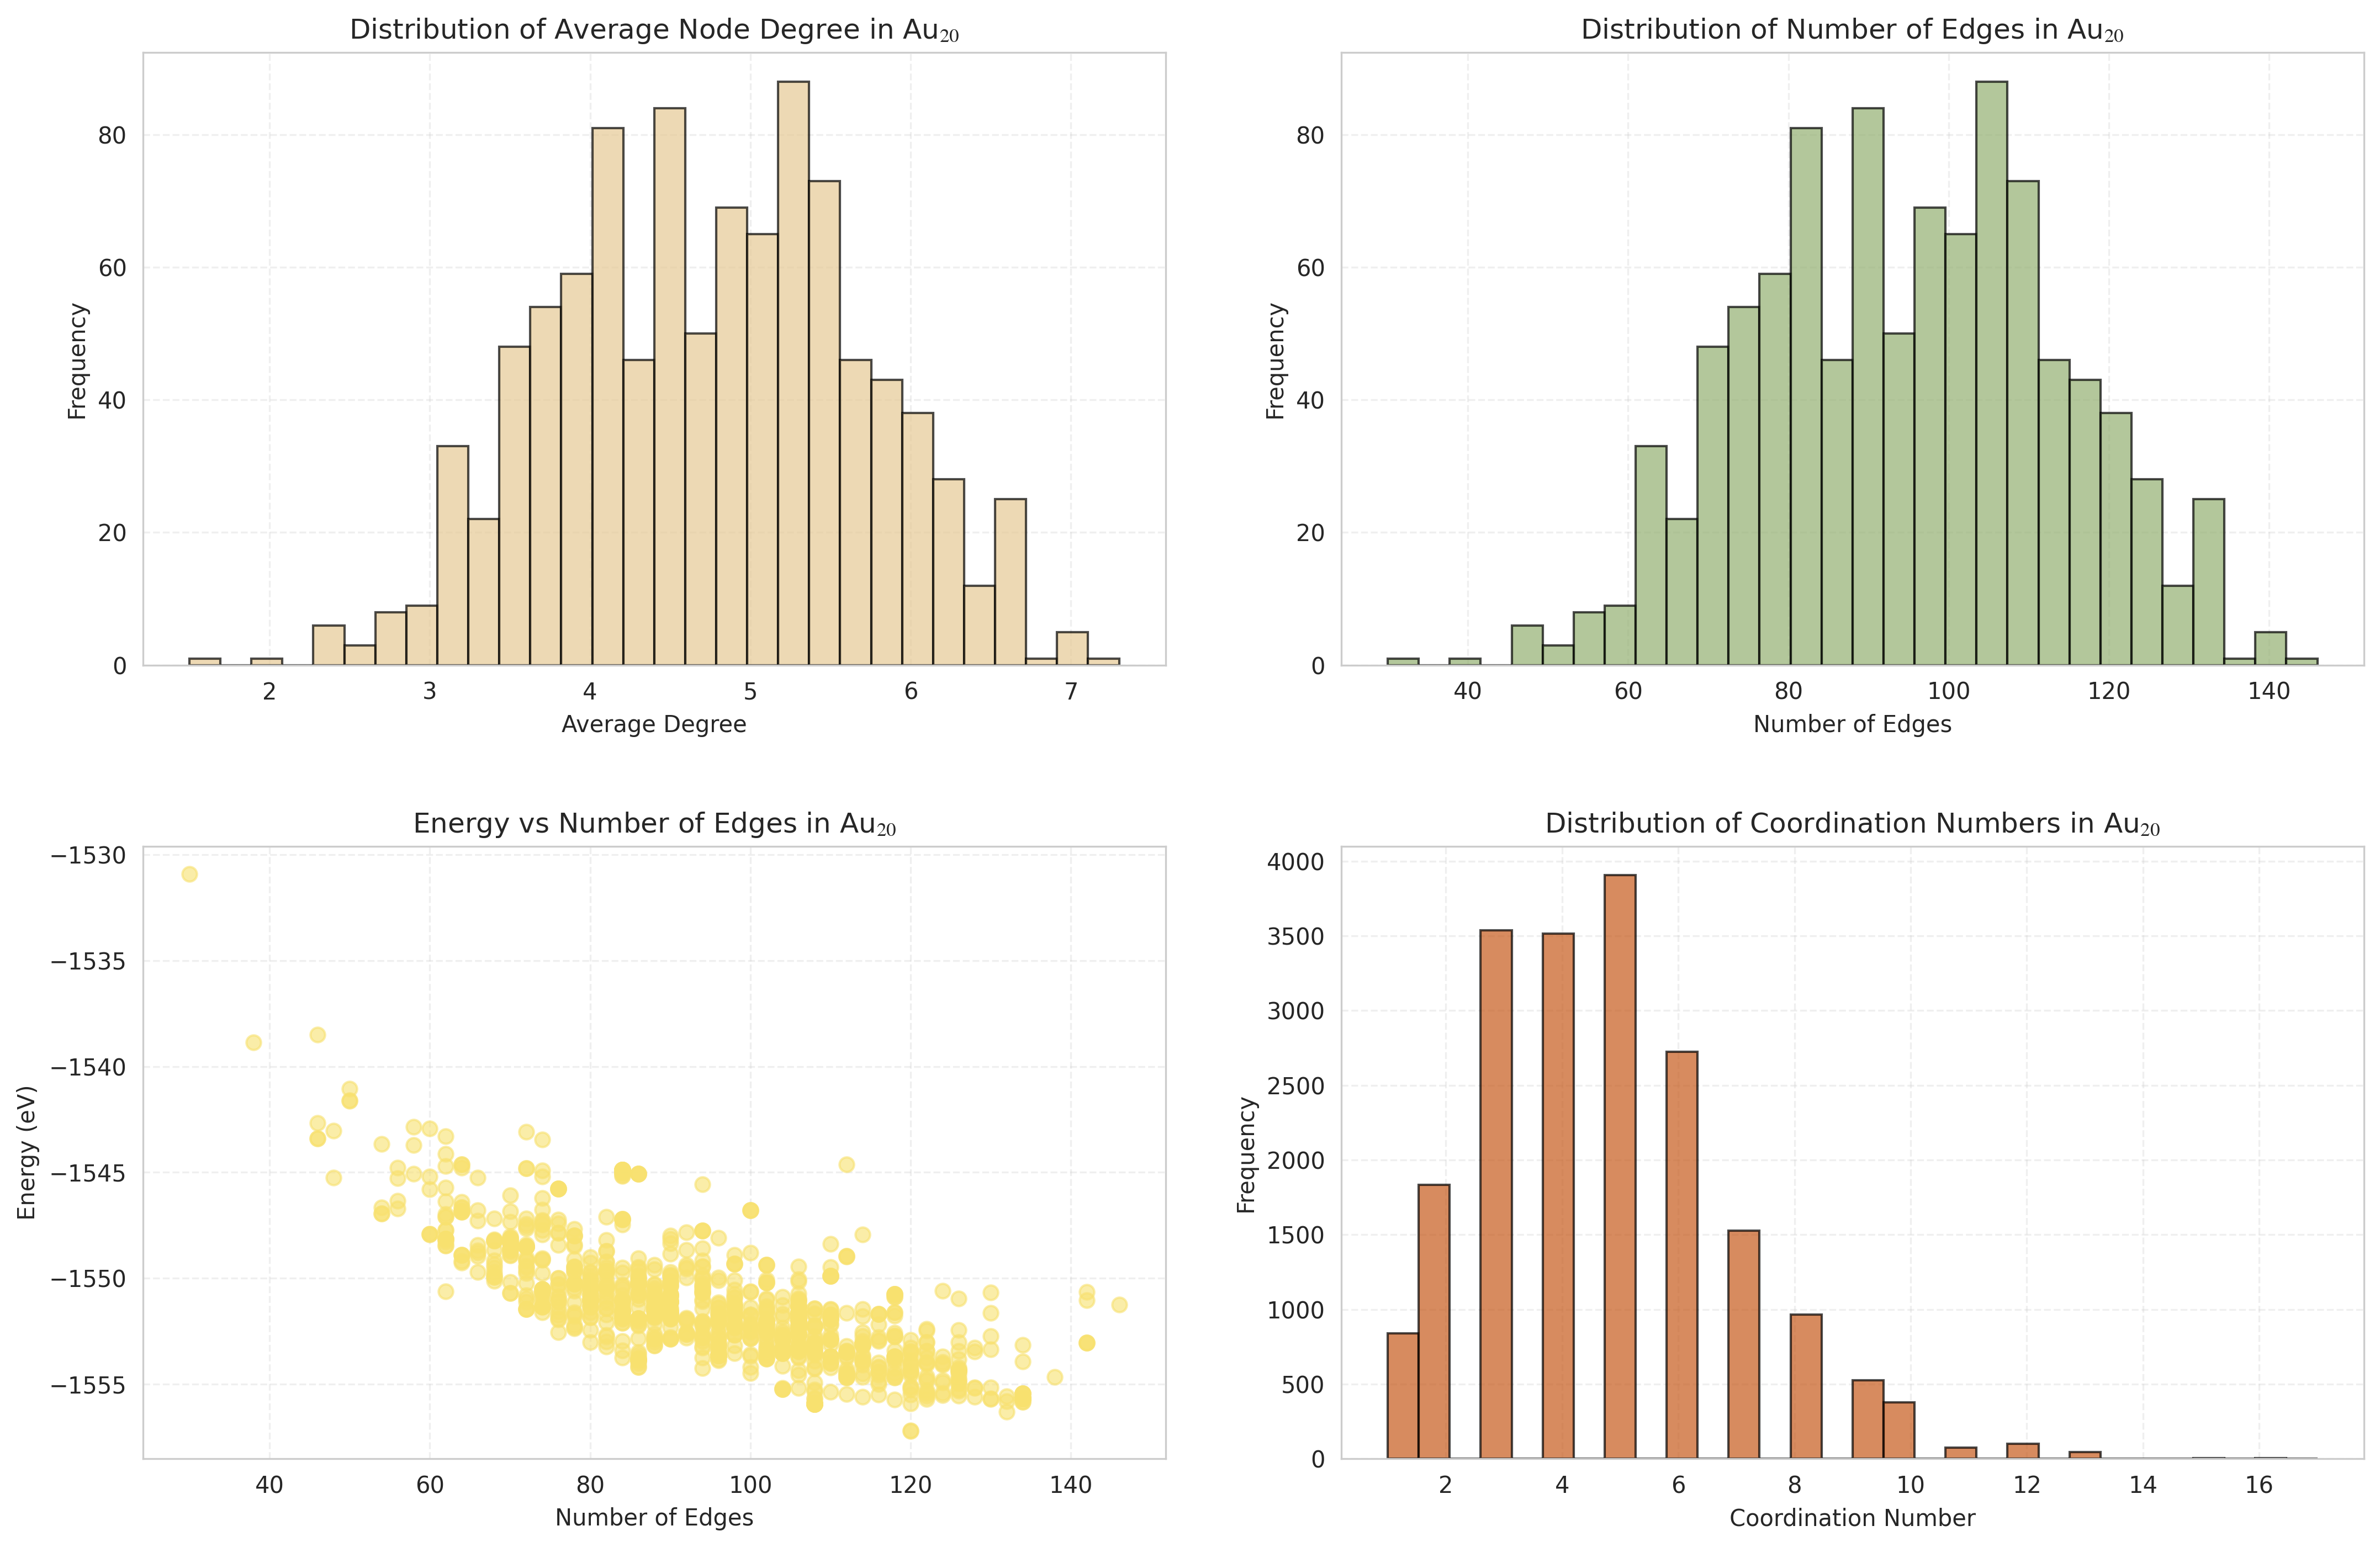 Distribution of Average Node Degree in Au₂₀
80
60
40
20
0
Frequency
2 3 4 5 6 7
Average Degree
Distribution of Number of Edges in Au₂₀
80
60
40
20
0
Frequency
40 60 80 100 120 140
Number of Edges
Energy vs Number of Edges in Au₂₀
−1530
−1535
−1540
−1545
−1550
−1555
Energy (eV)
40 60 80 100 120 140
Number of Edges
Distribution of Coordination Numbers in Au₂₀
4000
3500
3000
2500
2000
1500
1000
500
0
Frequency
2 4 6 8 10 12 14 16
Coordination Number